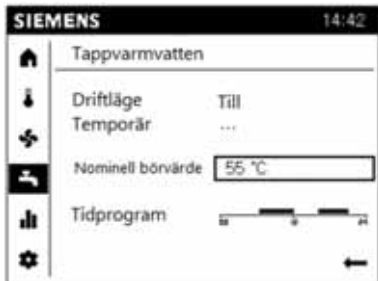 SIEMENS 14:42
Tappvarmvatten
Driftläge Till
Temporär ...
Nominell börvärde 55 °C
Tidprogram